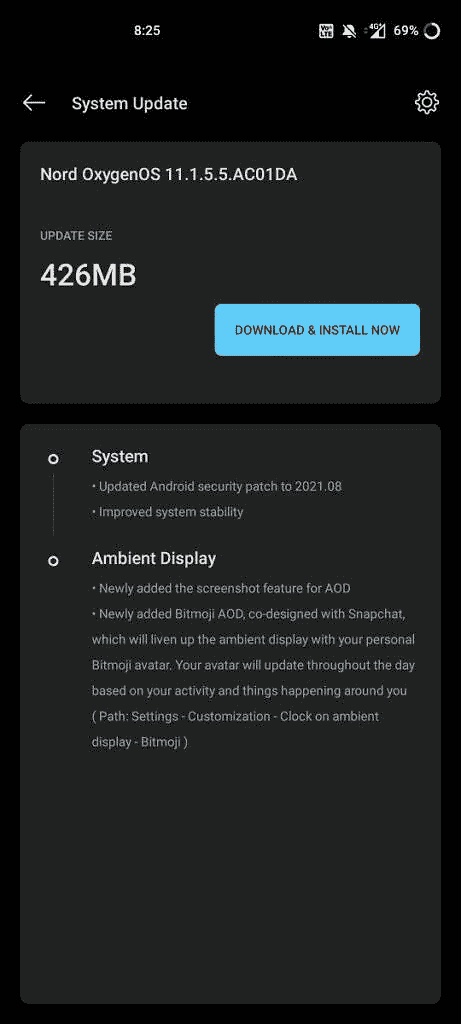 8:25
Vo) LTE 4G+ 69%
System Update
Nord OxygenOS 11.1.5.5.AC01DA
UPDATE SIZE
426MB
DOWNLOAD & INSTALL NOW
System
• Updated Android security patch to 2021.08
• Improved system stability
Ambient Display
• Newly added the screenshot feature for AOD
• Newly added Bitmoji AOD, co-designed with Snapchat,
which will liven up the ambient display with your personal
Bitmoji avatar. Your avatar will update throughout the day
based on your activity and things happening around you
( Path: Settings - Customization - Clock on ambient
display - Bitmoji )